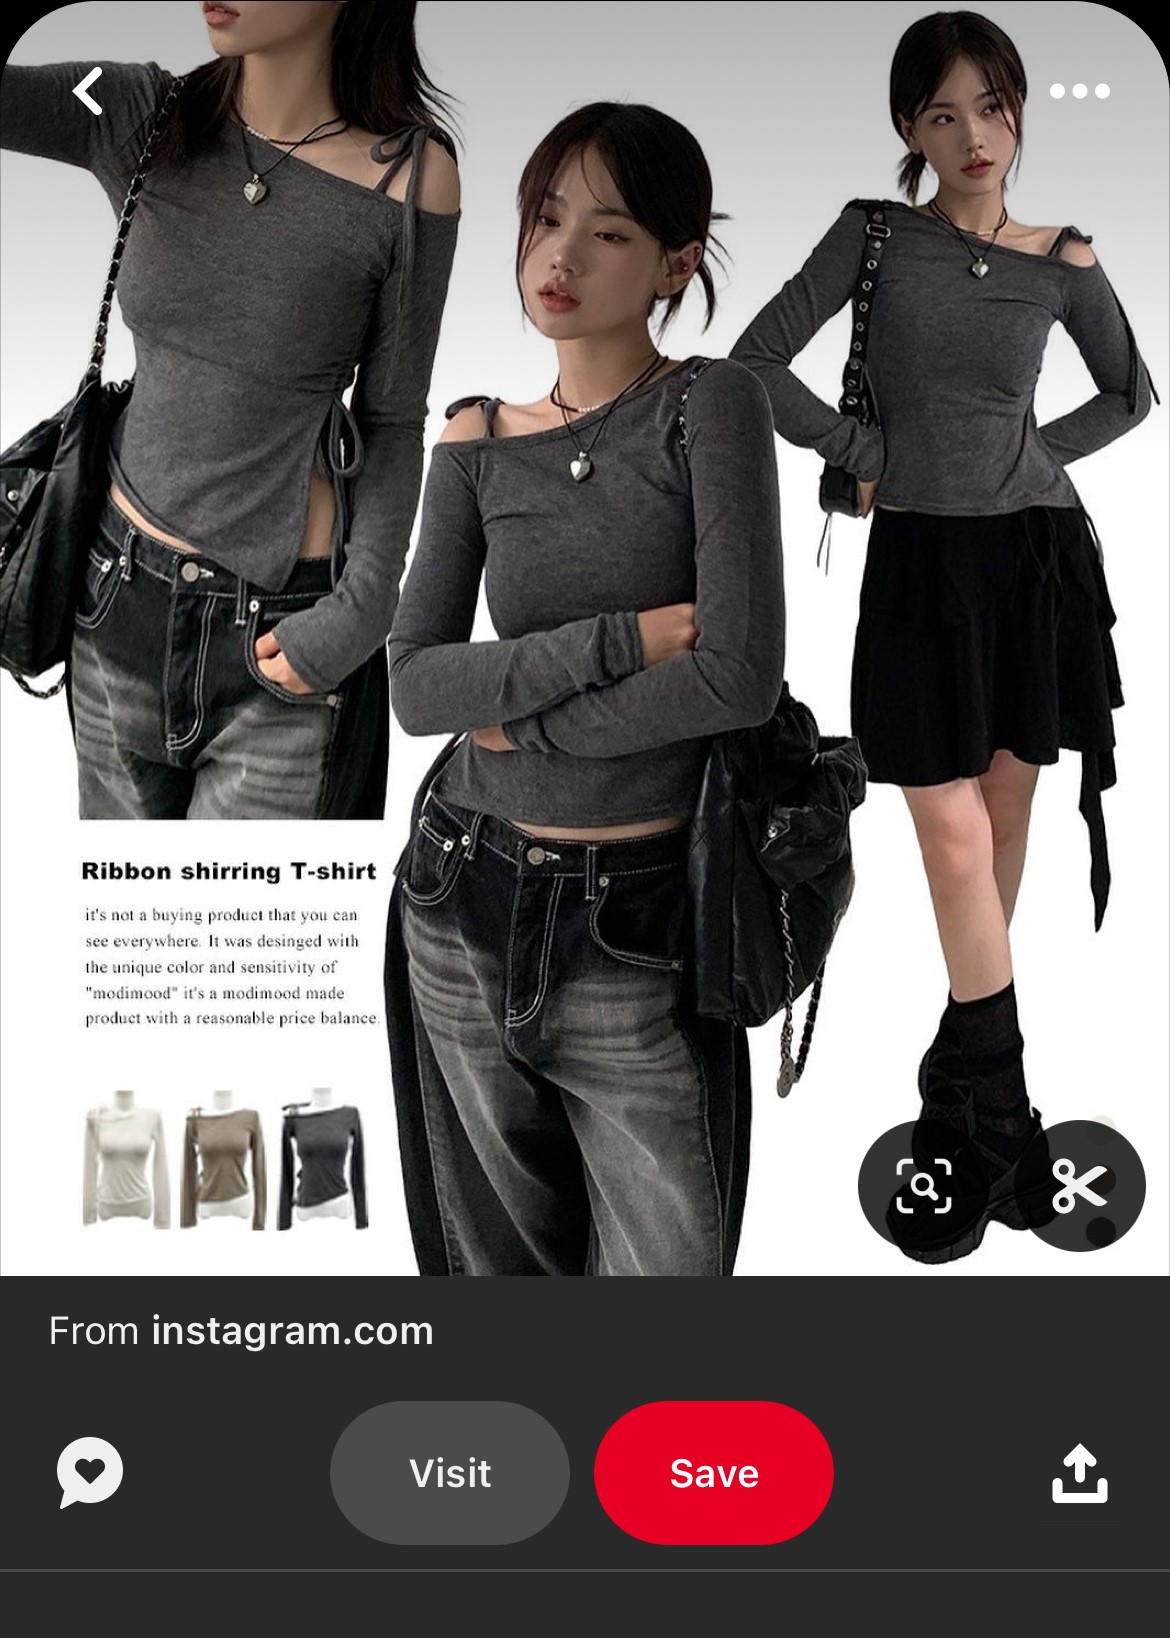 Ribbon shirring T-shirt
it's not a buying product that you can
see everywhere. It was desinged with
the unique color and sensitivity of
"modimood" it's a modimood made
product with a reasonable price balance.
From instagram.com
Visit
Save